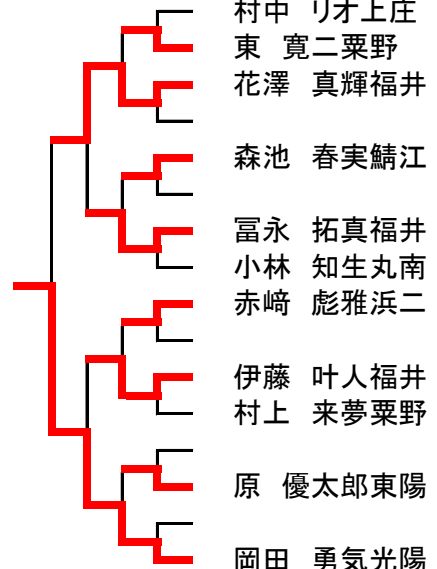 村中 リオ上庄
東 寛二粟野
花澤 真輝福井
森池 春実鯖江
冨永 拓真福井
小林 知生丸南
赤﨑 彪雅浜二
伊藤 叶人福井
村上 来夢粟野
原 優太郎東陽
岡田 勇気光陽